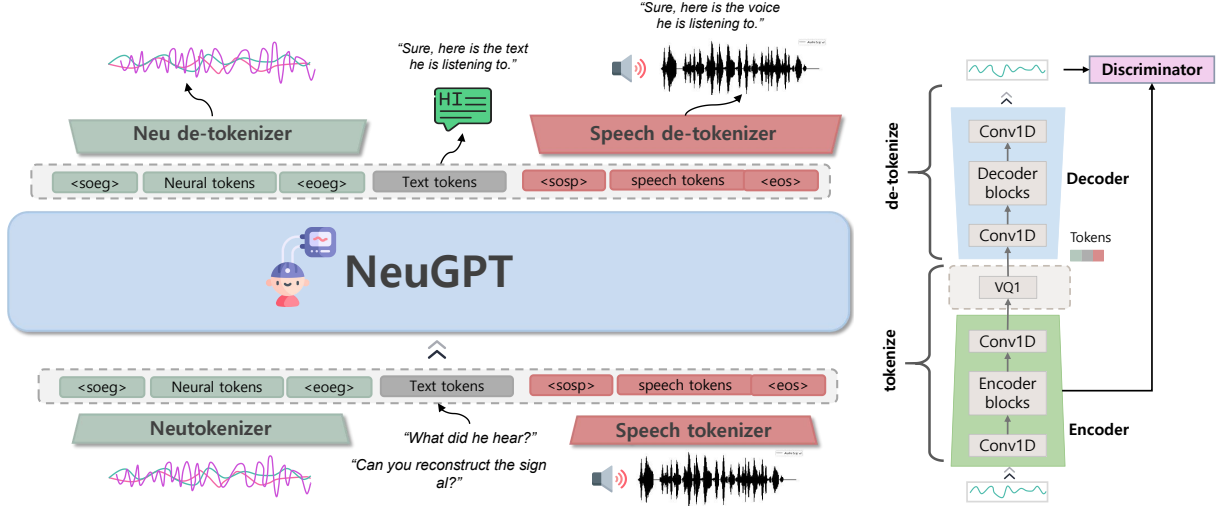 “Sure, here is the text
he is listening to.”
“Sure, here is the voice
he is listening to.”
HI
Neu de-tokenizer
Speech de-tokenizer
<soeg> Neural tokens <eoeg> Text tokens <sosp> speech tokens <eos>
NeuGPT
<soeg> Neural tokens <eoeg> Text tokens <sosp> speech tokens <eos>
Neutokenizer
“What did he hear?”
“Can you reconstruct the sign
al?”
Speech tokenizer
Discriminator
de-tokenize
Conv1D
Decoder
blocks
Conv1D
Decoder
Tokens
tokenize
VQ1
Conv1D
Encoder
blocks
Conv1D
Encoder